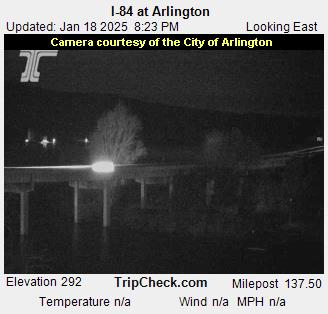 I-84 at Arlington
Updated: Jan 18 2025 8:23 PM Looking East
Camera courtesy of the City of Arlington
Elevation 292 TripCheck.com Milepost 137.50
Temperature n/a Wind n/a MPH n/a